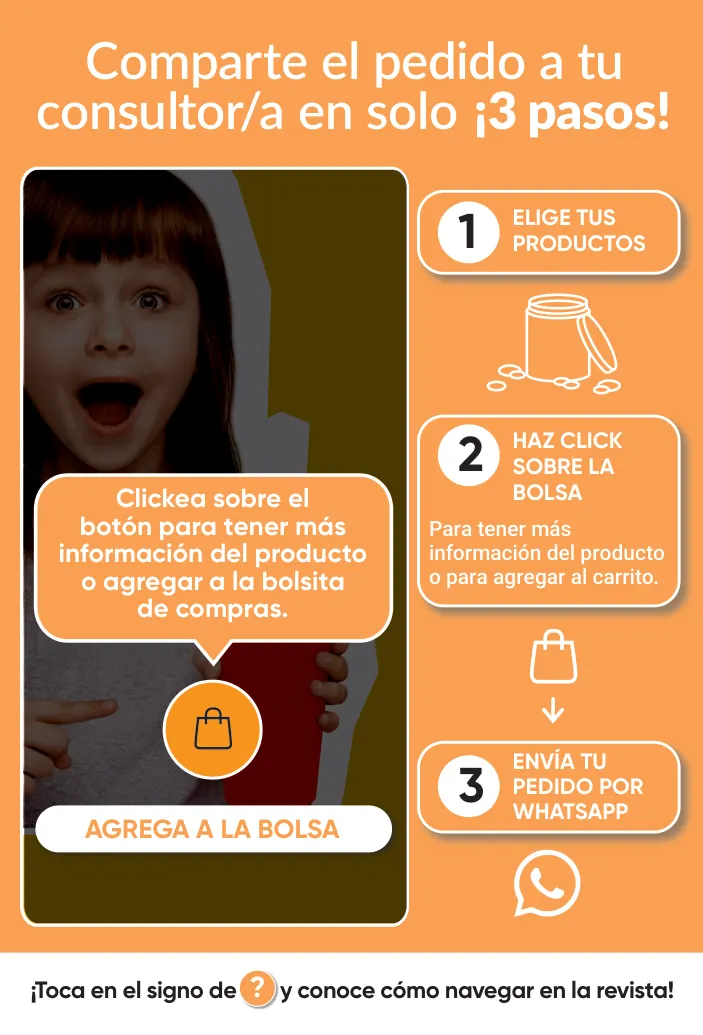 Comparte el pedido a tu
consultor/a en solo ¡3 pasos!
Clickea sobre el
botón para tener más
información del producto
o agregar a la bolsita
de compras.
AGREGA A LA BOLSA
1
ELIGE TUS
PRODUCTOS
2
HAZ CLICK
SOBRE LA
BOLSA
Para tener más
información del producto
o para agregar al carrito.
3
ENVÍA TU
PEDIDO POR
WHATSAPP
¡Toca en el signo de ? y conoce cómo navegar en la revista!